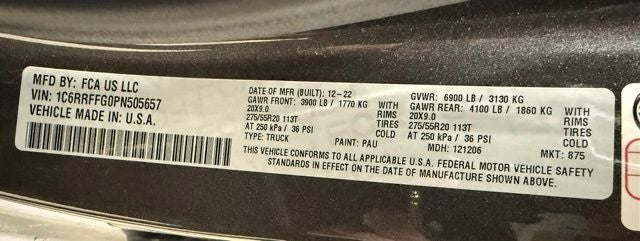 MFD BY: FCA US LLC
VIN: 1C6RRFFG0PN505657
VEHICLE MADE IN: U.S.A.
DATE OF MFR (BUILT): 12-22
GAWR FRONT: 3900 LB / 1770 KG WITH
20X9.0 RIMS
275/55R20 113T TIRES
AT 250 kPa / 36 PSI COLD
TYPE: TRUCK PAINT: PAU
GVWR: 6900 LB / 3130 KG
GAWR REAR: 4100 LB / 1860 KG WITH
20X9.0 RIMS
275/55R20 113T TIRES
AT 250 kPa / 36 PSI COLD
MDH: 121206 MKT: 875
THIS VEHICLE CONFORMS TO ALL APPLICABLE U.S.A. FEDERAL MOTOR VEHICLE SAFETY
STANDARDS IN EFFECT ON THE DATE OF MANUFACTURE SHOWN ABOVE.